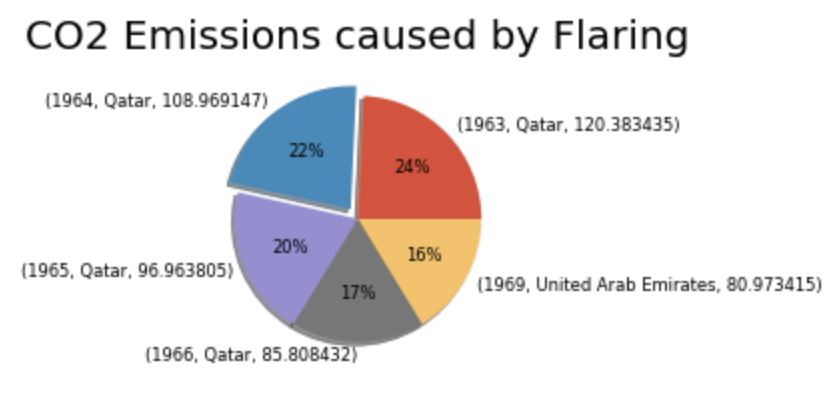 CO2 Emissions caused by Flaring
(1964, Qatar, 108.969147)
(1963, Qatar, 120.383435)
22%
24%
20%
16%
(1965, Qatar, 96.963805)
(1969, United Arab Emirates, 80.973415)
17%
(1966, Qatar, 85.808432)